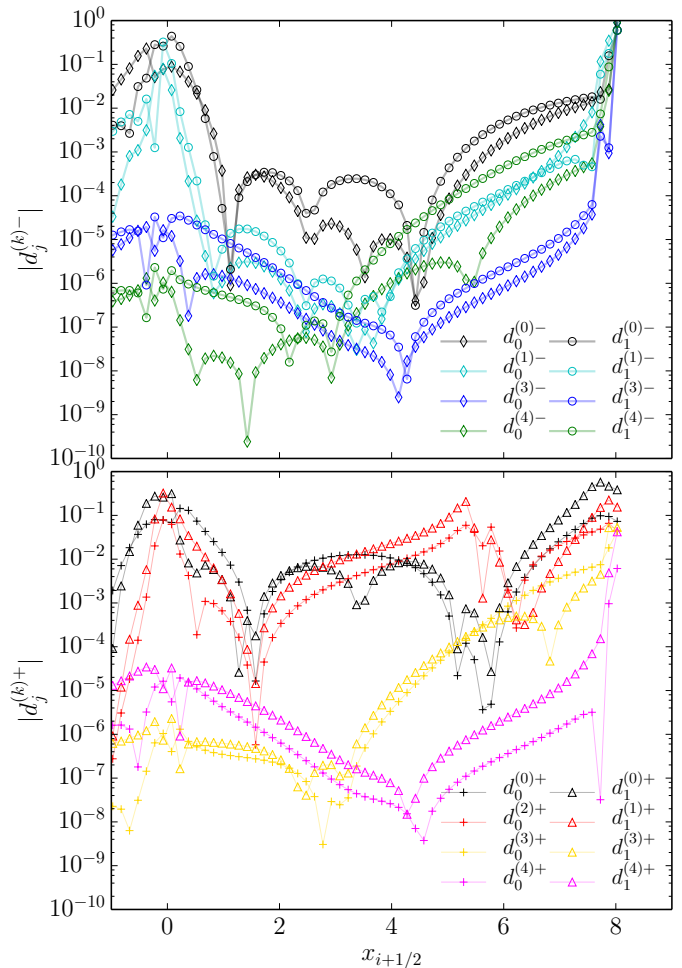 10^0
10^{-1}
10^{-2}
10^{-3}
10^{-4}
10^{-5}
10^{-6}
10^{-7}
10^{-8}
10^{-9}
10^{-10}
|d_j^{(k)-}|
d_0^{(0)-} d_1^{(0)-}
d_0^{(1)-} d_1^{(1)-}
d_0^{(3)-} d_1^{(3)-}
d_0^{(4)-} d_1^{(4)-}
10^0
10^{-1}
10^{-2}
10^{-3}
10^{-4}
10^{-5}
10^{-6}
10^{-7}
10^{-8}
10^{-9}
10^{-10}
|d_j^{(k)+}|
d_0^{(0)+} d_1^{(0)+}
d_0^{(2)+} d_1^{(1)+}
d_0^{(3)+} d_1^{(3)+}
d_0^{(4)+} d_1^{(4)+}
0 2 4 6 8
x_{i+1/2}